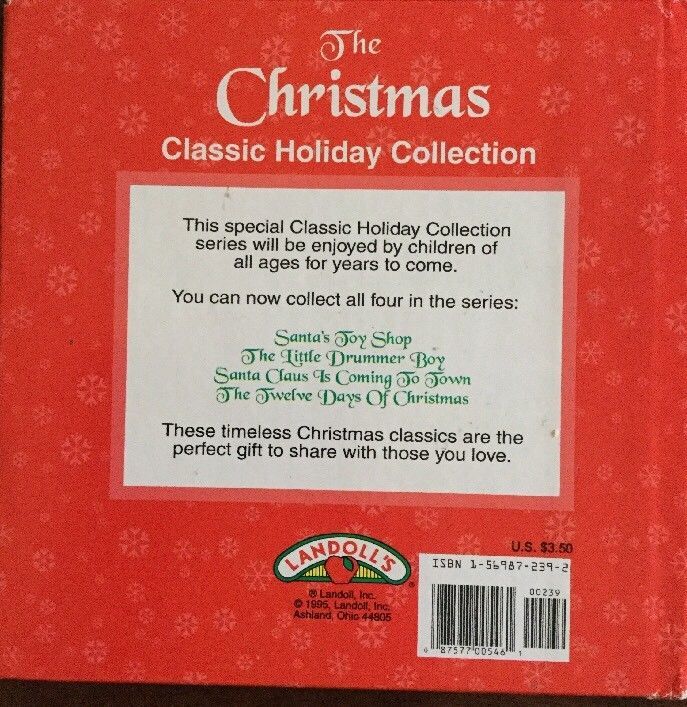 The
Christmas
Classic Holiday Collection
This special Classic Holiday Collection
series will be enjoyed by children of
all ages for years to come.
You can now collect all four in the series:
Santa's Toy Shop
The Little Drummer Boy
Santa Claus Is Coming To Town
The Twelve Days Of Christmas
These timeless Christmas classics are the
perfect gift to share with those you love.
LANDOLL'S ®
® Landoll, Inc.
© 1995, Landoll, Inc.
Ashland, Ohio 44805
U.S. $3.50
ISBN 1-56987-239-2
00239
0 87577 00546 1